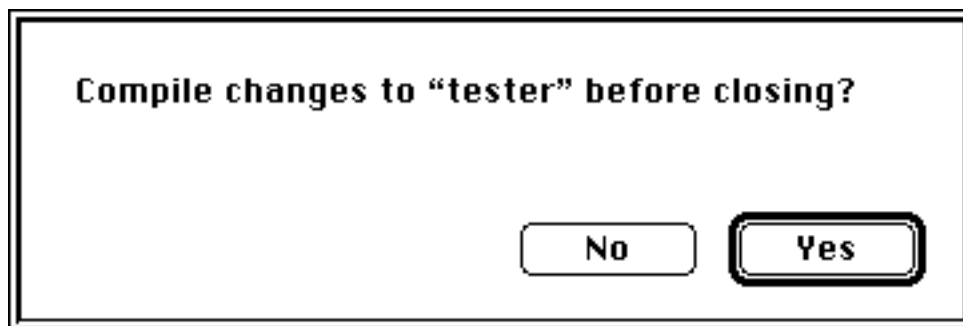 Compile changes to “tester” before closing?
No Yes